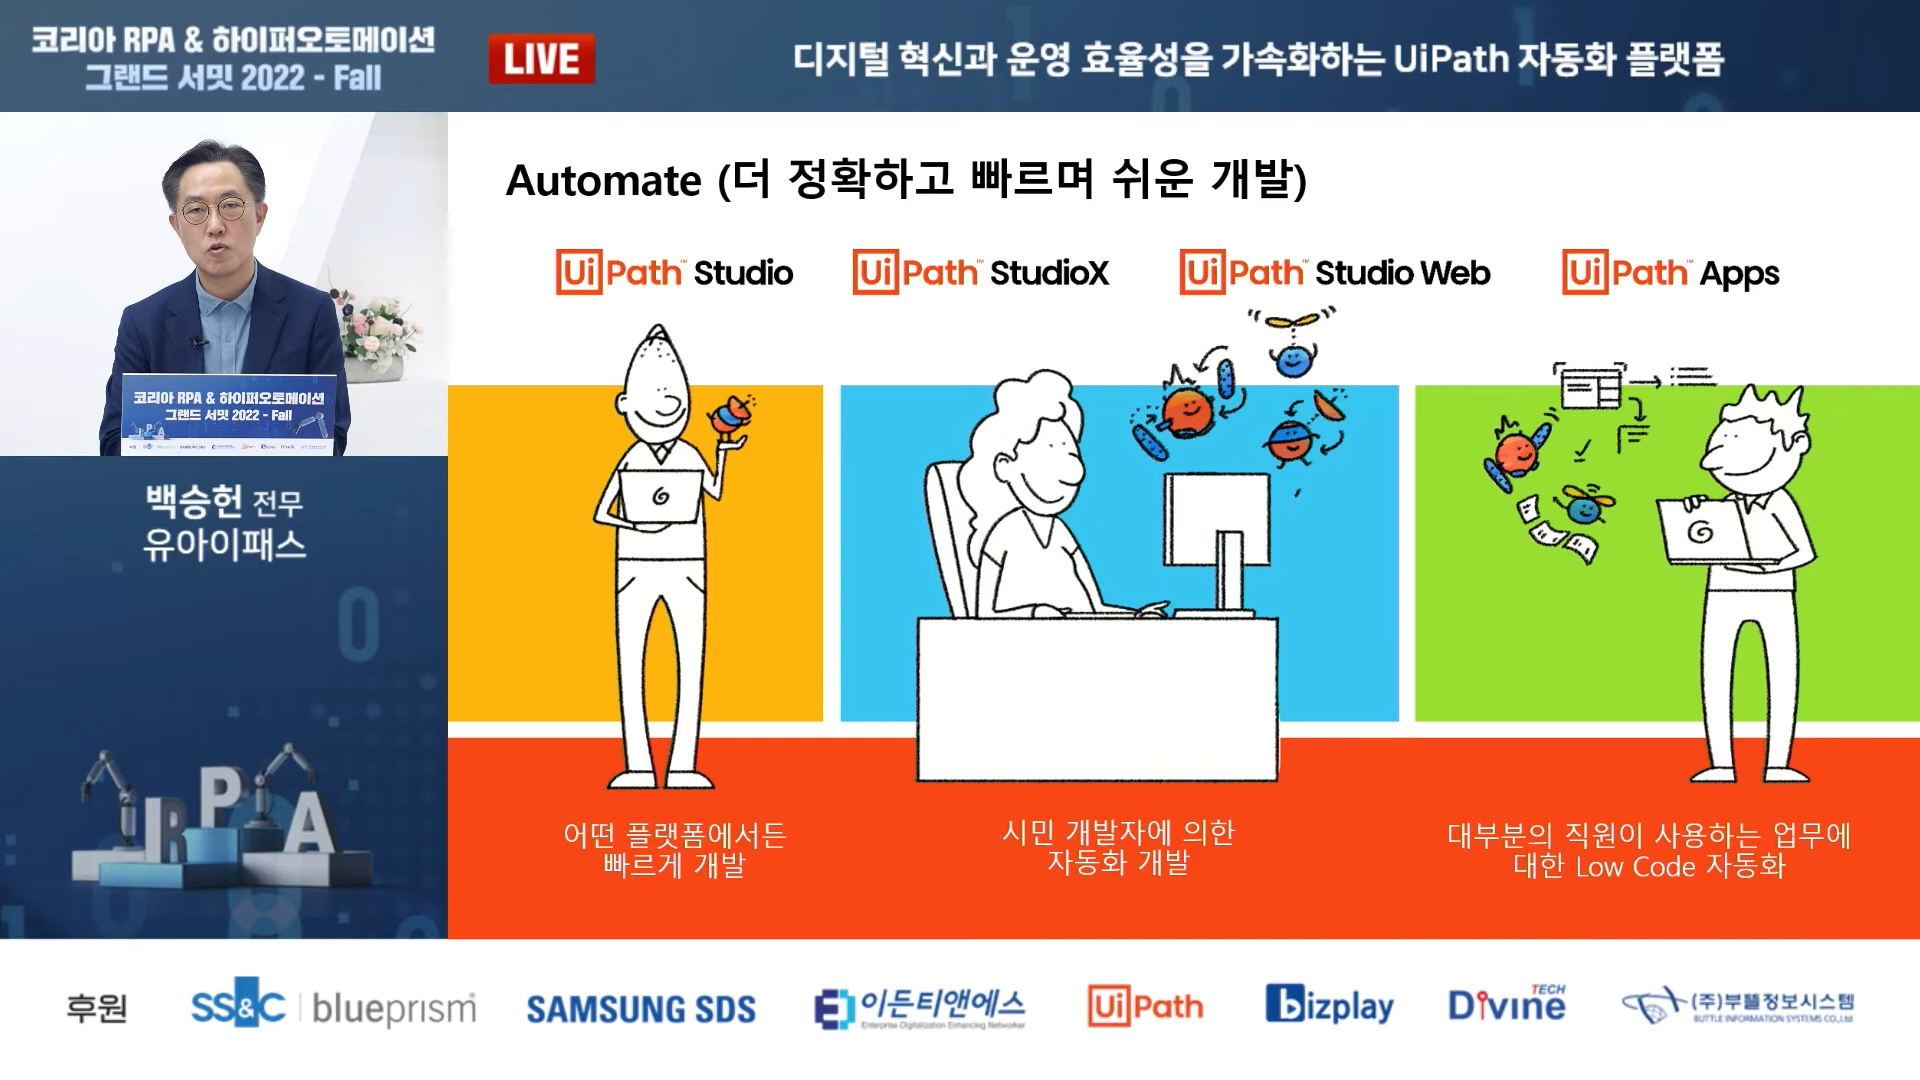 코리아 RPA & 하이퍼오토메이션
그랜드 서밋 2022 - Fall
LIVE
디지털 혁신과 운영 효율성을 가속화하는 UiPath 자동화 플랫폼
코리아 RPA & 하이퍼오토메이션
그랜드 서밋 2022 - Fall
백승헌 전무
유아이패스
RPA
Automate (더 정확하고 빠르며 쉬운 개발)
UiPath™ Studio
UiPath™ StudioX
UiPath™ Studio Web
UiPath™ Apps
어떤 플랫폼에서든
빠르게 개발
시민 개발자에 의한
자동화 개발
대부분의 직원이 사용하는 업무에
대한 Low Code 자동화
후원
SS&C | blueprism®
SAMSUNG SDS
이든티앤에스
Enterprise Digitalization Enhancing Networker
UiPath
bizplay
Divine TECH
(주)부뜰정보시스템
BUTTLE INFORMATION SYSTEMS CO.,Ltd